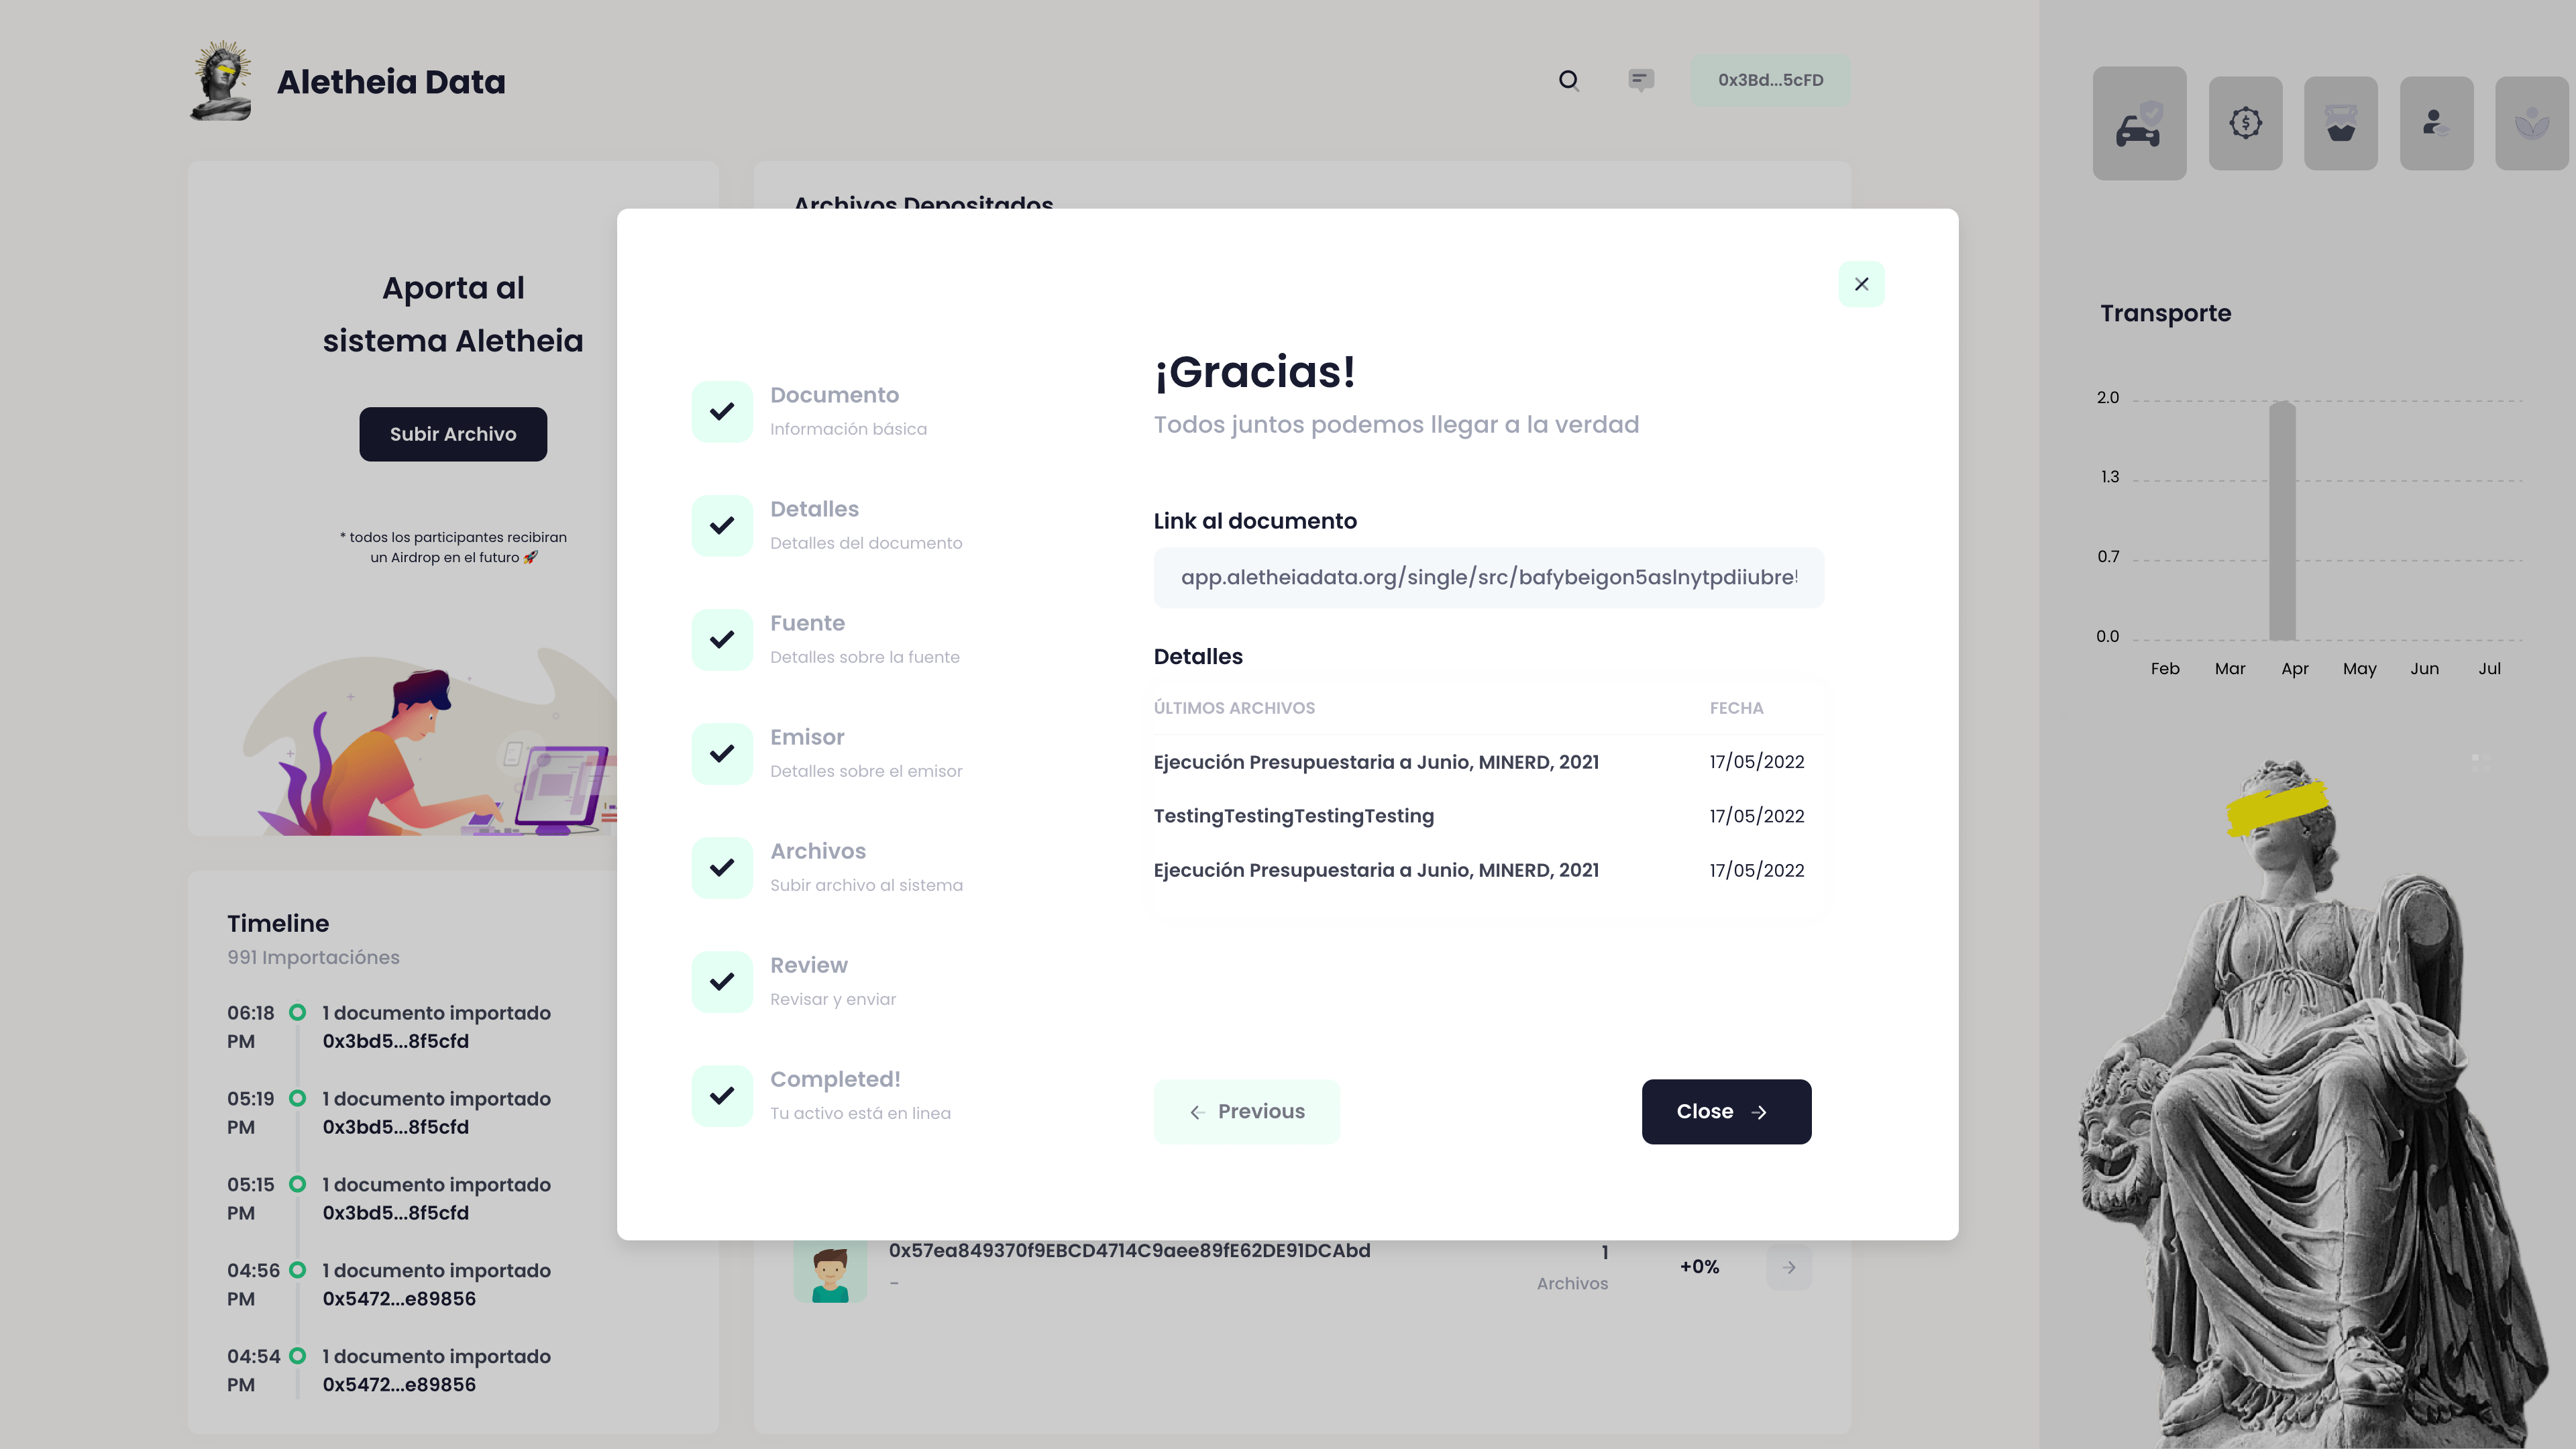 Aletheia Data
0x3Bd...5cFD
Aporta al
sistema Aletheia
Subir Archivo
* todos los participantes recibiran
un Airdrop en el futuro 🚀
Timeline
991 Importaciónes
06:18 PM
1 documento importado
0x3bd5...8f5cfd
05:19 PM
1 documento importado
0x3bd5...8f5cfd
05:15 PM
1 documento importado
0x3bd5...8f5cfd
04:56 PM
1 documento importado
0x5472...e89856
04:54 PM
1 documento importado
0x5472...e89856
Archivos Depositados
Documento
Información básica
Detalles
Detalles del documento
Fuente
Detalles sobre la fuente
Emisor
Detalles sobre el emisor
Archivos
Subir archivo al sistema
Review
Revisar y enviar
Completed!
Tu activo está en linea
¡Gracias!
Todos juntos podemos llegar a la verdad
Link al documento
app.aletheiadata.org/single/src/bafybeigon5aslnytpdiiubre
Detalles
ÚLTIMOS ARCHIVOS FECHA
Ejecución Presupuestaria a Junio, MINERD, 2021 17/05/2022
TestingTestingTestingTesting 17/05/2022
Ejecución Presupuestaria a Junio, MINERD, 2021 17/05/2022
Previous
Close
0x57ea849370f9EBCD4714C9aee89fE62DE91DCAbd
–
1
Archivos
+0%
Transporte
2.0
1.3
0.7
0.0
Feb Mar Apr May Jun Jul